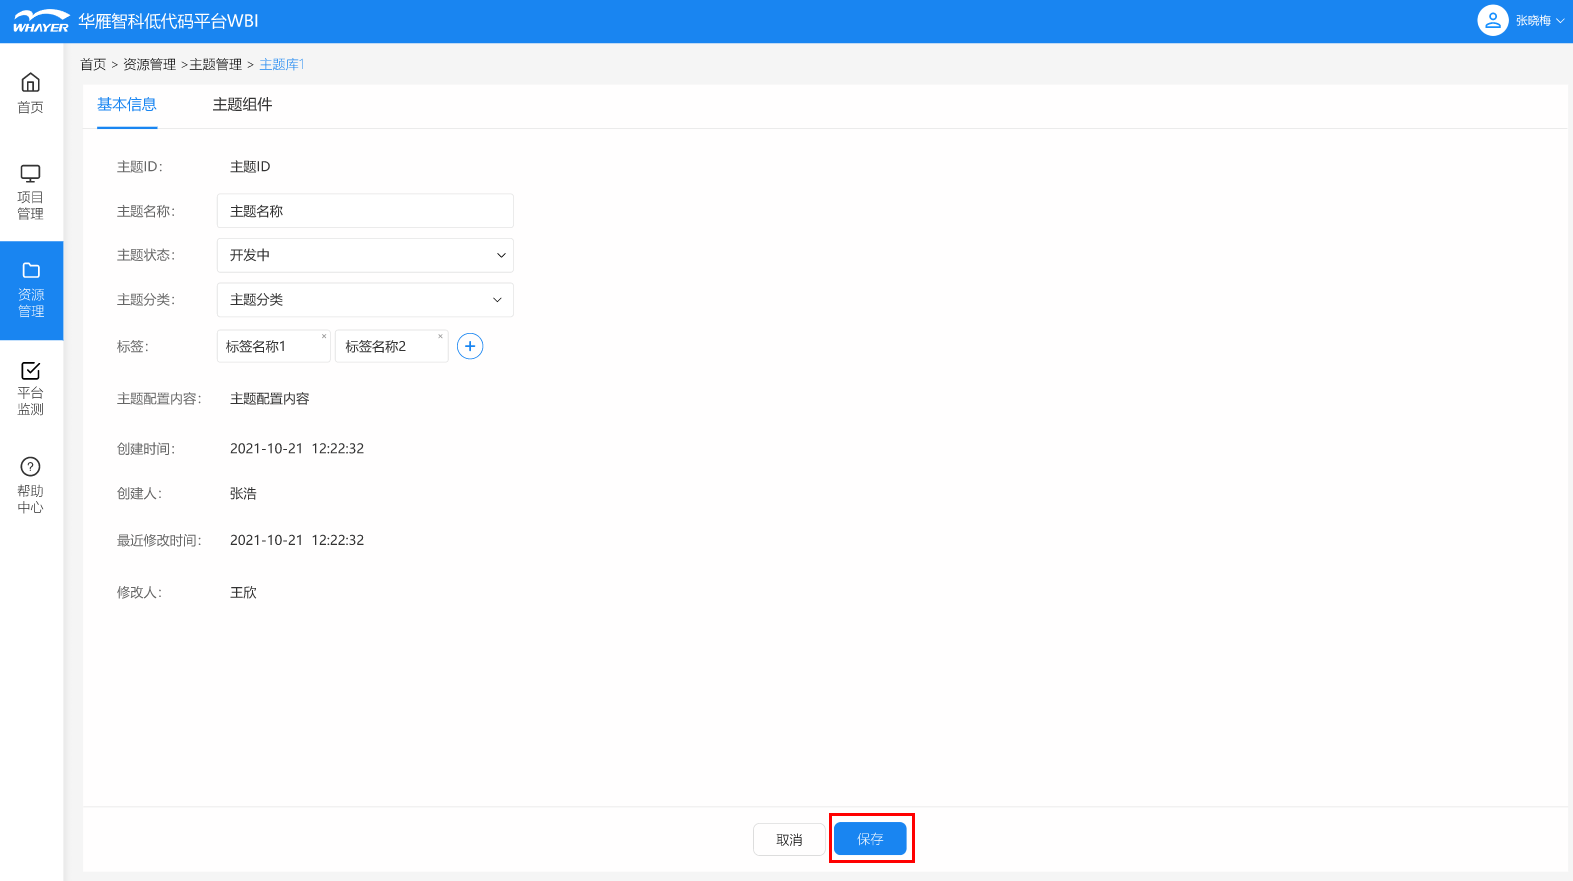 WHAYER 华雁智科低代码平台WBI
张晓梅
首页 > 资源管理 >主题管理 > 主题库1
首页
项目
管理
资源
管理
平台
监测
?
帮助
中心
基本信息 主题组件
主题ID: 主题ID
主题名称: 主题名称
主题状态: 开发中
主题分类: 主题分类
标签: 标签名称1 × 标签名称2 × +
主题配置内容: 主题配置内容
创建时间: 2021-10-21 12:22:32
创建人: 张浩
最近修改时间: 2021-10-21 12:22:32
修改人: 王欣
取消 保存